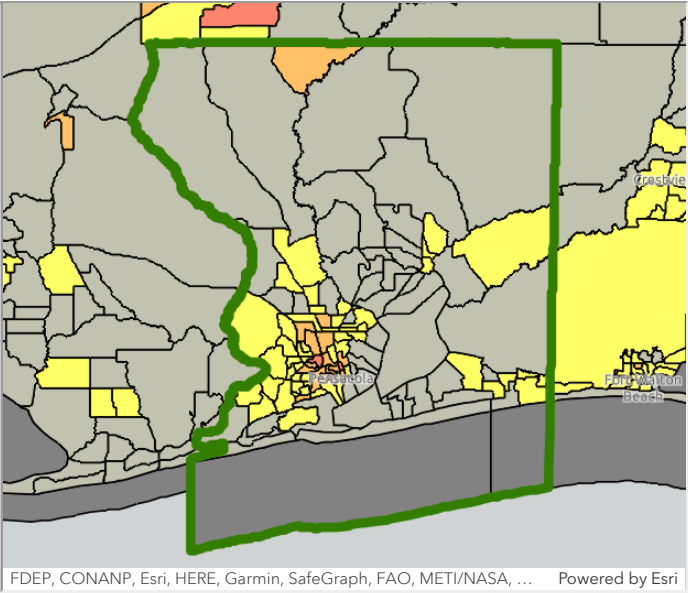 Crestvie
Pensacola
Fort Walton
Beach
FDEP, CONANP, Esri, HERE, Garmin, SafeGraph, FAO, METI/NASA, ... Powered by Esri